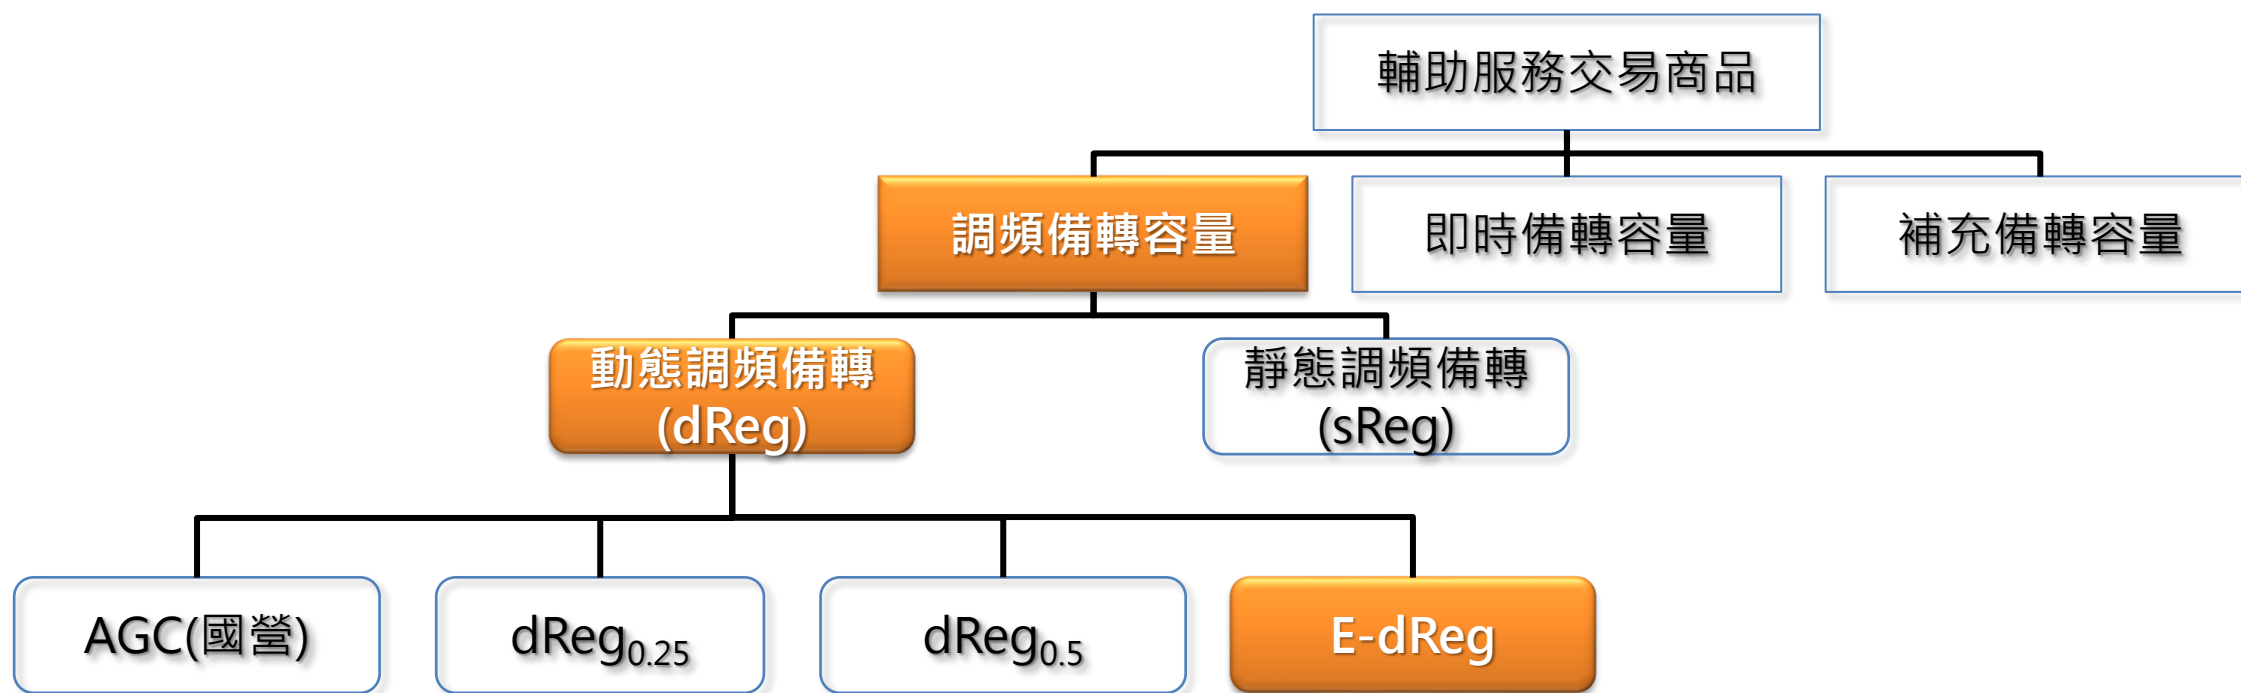 輔助服務交易商品
調頻備轉容量
即時備轉容量
補充備轉容量
動態調頻備轉
(dReg)
靜態調頻備轉
(sReg)
AGC(國營)
dReg0.25
dReg0.5
E-dReg